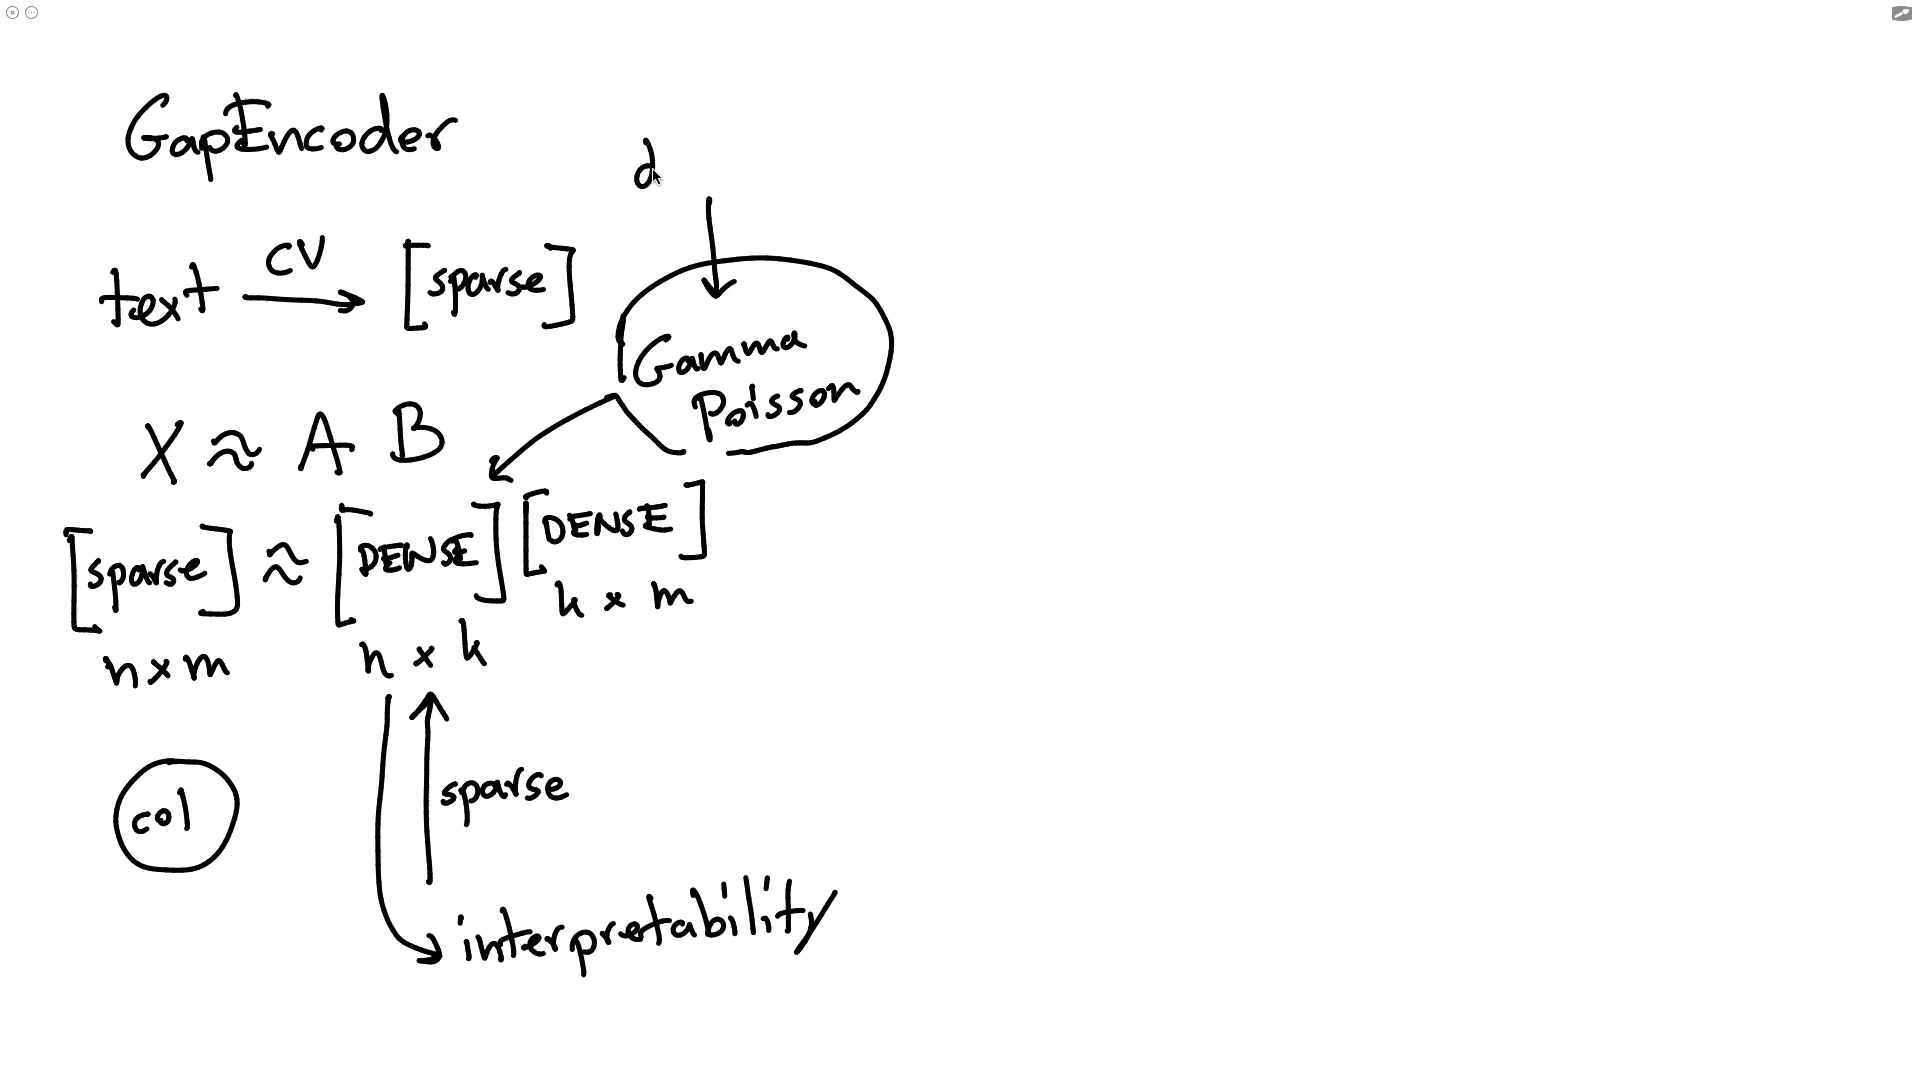 GapEncoder
d
text CV [sparse]
Gamma
Poisson
X ≈ A B
[sparse] ≈ [DENSE] [DENSE]
n × m n × k k × m
sparse
col
interpretability